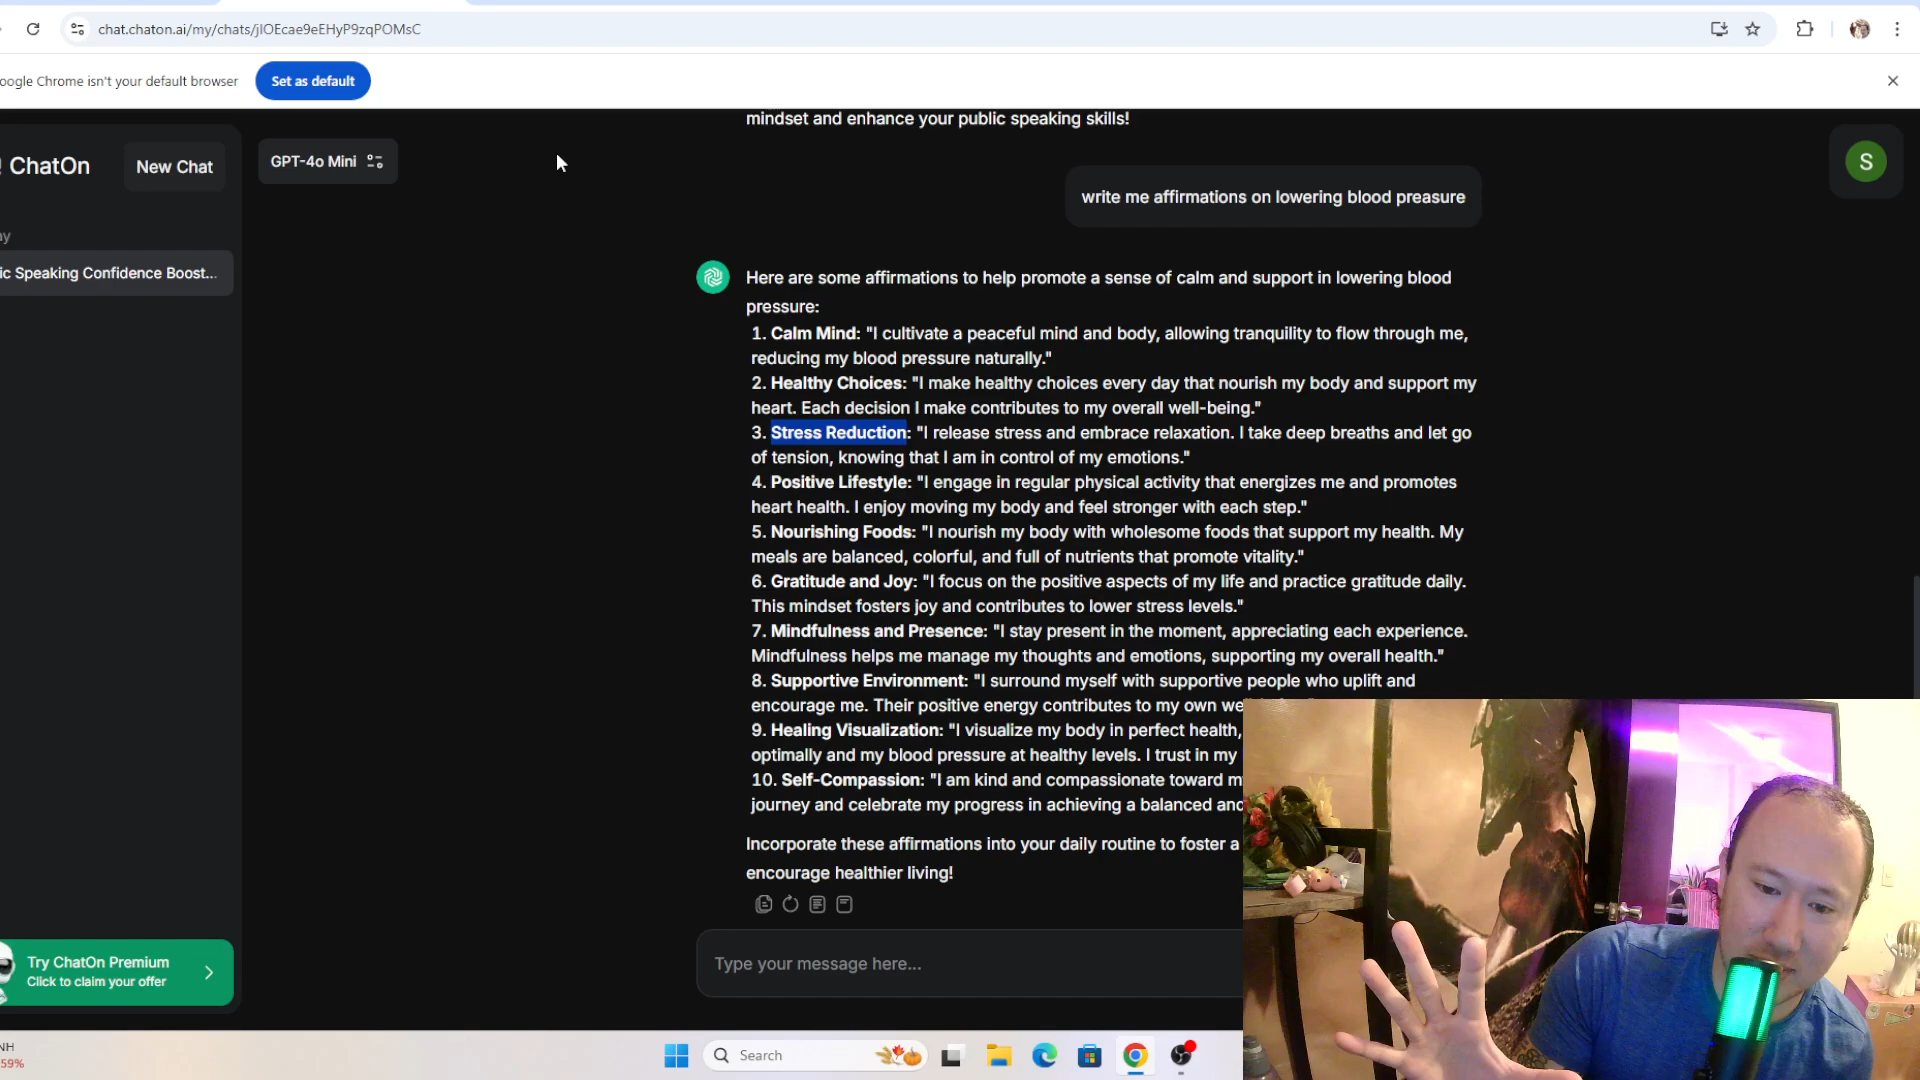 chat.chaton.ai/my/chats/jIOEcae9eEHyP9zqPOMsC
oogle Chrome isn't your default browser
Set as default
ChatOn
New Chat
GPT-4o Mini
S
ay
ic Speaking Confidence Boost...
mindset and enhance your public speaking skills!
write me affirmations on lowering blood preasure
Here are some affirmations to help promote a sense of calm and support in lowering blood
pressure:
1. Calm Mind: "I cultivate a peaceful mind and body, allowing tranquility to flow through me,
reducing my blood pressure naturally."
2. Healthy Choices: "I make healthy choices every day that nourish my body and support my
heart. Each decision I make contributes to my overall well-being."
3. Stress Reduction: "I release stress and embrace relaxation. I take deep breaths and let go
of tension, knowing that I am in control of my emotions."
4. Positive Lifestyle: "I engage in regular physical activity that energizes me and promotes
heart health. I enjoy moving my body and feel stronger with each step."
5. Nourishing Foods: "I nourish my body with wholesome foods that support my health. My
meals are balanced, colorful, and full of nutrients that promote vitality."
6. Gratitude and Joy: "I focus on the positive aspects of my life and practice gratitude daily.
This mindset fosters joy and contributes to lower stress levels."
7. Mindfulness and Presence: "I stay present in the moment, appreciating each experience.
Mindfulness helps me manage my thoughts and emotions, supporting my overall health."
8. Supportive Environment: "I surround myself with supportive people who uplift and
encourage me. Their positive energy contributes to my own we
9. Healing Visualization: "I visualize my body in perfect health,
optimally and my blood pressure at healthy levels. I trust in my
10. Self-Compassion: "I am kind and compassionate toward my
journey and celebrate my progress in achieving a balanced and
Incorporate these affirmations into your daily routine to foster a
encourage healthier living!
Type your message here...
Try ChatOn Premium
Click to claim your offer
NH
59%
Search